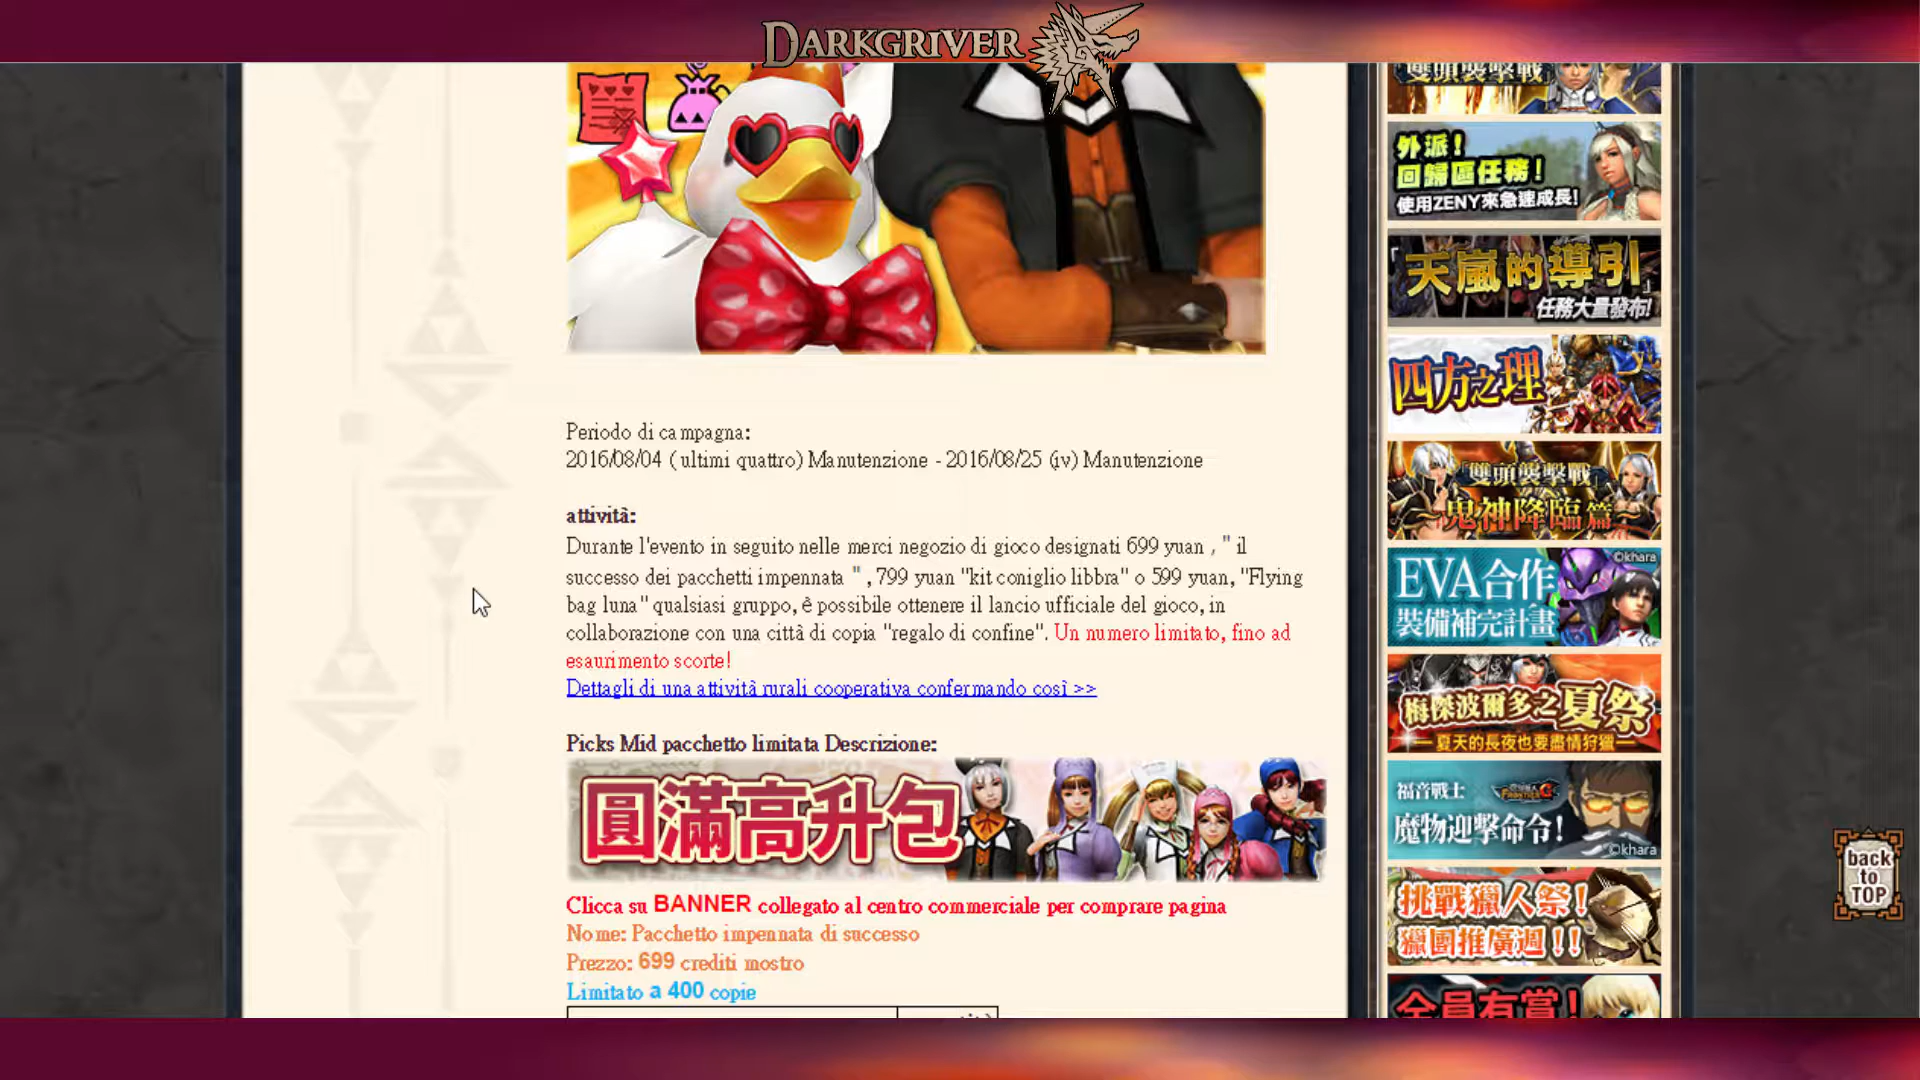 DARKGRIVER
雙頭襲擊戰
外派!
回歸區任務!
使用ZENY來急速成長!
「天嵐的導引」
任務大量發布!
四方之理
「雙頭襲擊戰」
~鬼神降臨篇~
©khara
EVA合作
裝備補完計畫
梅傑波爾多之夏祭
—夏天的長夜也要盡情狩獵—
福音戰士
FRONTIER G
魔物迎擊命令!
©khara
挑戰獵人祭!
獵團推廣週!!
全員有賞!
back
to
TOP
Periodo di campagna:
2016/08/04 ( ultimi quattro) Manutenzione - 2016/08/25 (iv) Manutenzione
attività:
Durante l'evento in seguito nelle merci negozio di gioco designati 699 yuan , " il
successo dei pacchetti impennata " , 799 yuan "kit coniglio libbra" o 599 yuan, "Flying
bag luna" qualsiasi gruppo, è possibile ottenere il lancio ufficiale del gioco, in
collaborazione con una città di copia "regalo di confine". Un numero limitato, fino ad
esaurimento scorte!
Dettagli di una attività rurali cooperativa confermando così >>
Picks Mid pacchetto limitata Descrizione:
圓滿高升包
Clicca su BANNER collegato al centro commerciale per comprare pagina
Nome: Pacchetto impennata di successo
Prezzo: 699 crediti mostro
Limitato a 400 copie